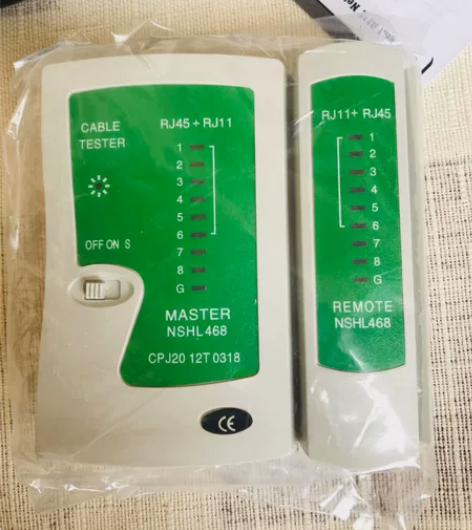 CABLE
TESTER
RJ45 + RJ11
1
2
3
4
5
6
7
8
G
OFF ON S
MASTER
NSHL468
CPJ20 12T 0318
CE
RJ11+ RJ45
1
2
3
4
5
6
7
8
G
REMOTE
NSHL468